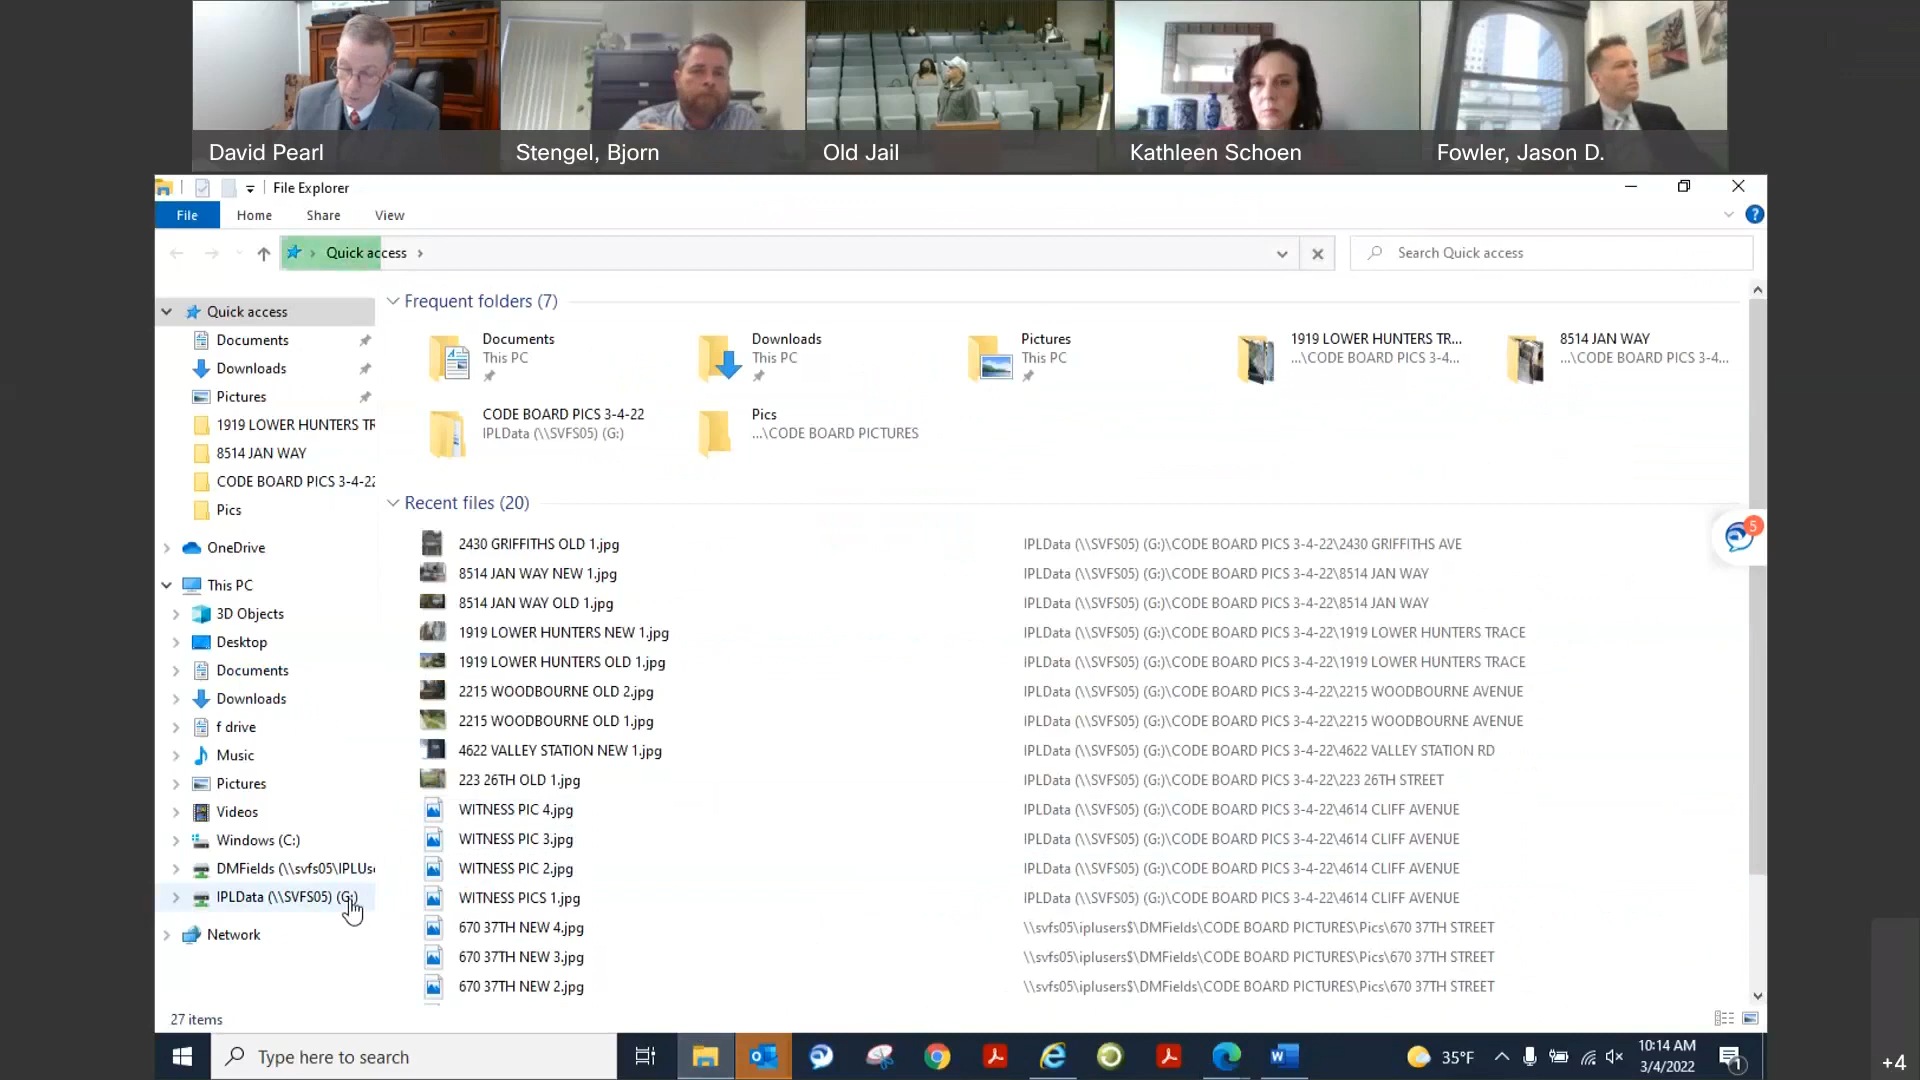 David Pearl
Stengel, Bjorn
Old Jail
Kathleen Schoen
Fowler, Jason D.
File Explorer
File Home Share View
Quick access
Search Quick access
Quick access
Documents
Downloads
Pictures
1919 LOWER HUNTERS TR
8514 JAN WAY
CODE BOARD PICS 3-4-22
Pics
OneDrive
This PC
3D Objects
Desktop
Documents
Downloads
f drive
Music
Pictures
Videos
Windows (C:)
DMFields (\\svfs05\IPLUse
IPLData (\\SVFS05) (G:)
Network
Frequent folders (7)
Documents
This PC
Downloads
This PC
Pictures
This PC
1919 LOWER HUNTERS TR...
...\CODE BOARD PICS 3-4...
8514 JAN WAY
...\CODE BOARD PICS 3-4...
CODE BOARD PICS 3-4-22
IPLData (\\SVFS05) (G:)
Pics
...\CODE BOARD PICTURES
Recent files (20)
2430 GRIFFITHS OLD 1.jpg IPLData (\\SVFS05) (G:)\CODE BOARD PICS 3-4-22\2430 GRIFFITHS AVE
8514 JAN WAY NEW 1.jpg IPLData (\\SVFS05) (G:)\CODE BOARD PICS 3-4-22\8514 JAN WAY
8514 JAN WAY OLD 1.jpg IPLData (\\SVFS05) (G:)\CODE BOARD PICS 3-4-22\8514 JAN WAY
1919 LOWER HUNTERS NEW 1.jpg IPLData (\\SVFS05) (G:)\CODE BOARD PICS 3-4-22\1919 LOWER HUNTERS TRACE
1919 LOWER HUNTERS OLD 1.jpg IPLData (\\SVFS05) (G:)\CODE BOARD PICS 3-4-22\1919 LOWER HUNTERS TRACE
2215 WOODBOURNE OLD 2.jpg IPLData (\\SVFS05) (G:)\CODE BOARD PICS 3-4-22\2215 WOODBOURNE AVENUE
2215 WOODBOURNE OLD 1.jpg IPLData (\\SVFS05) (G:)\CODE BOARD PICS 3-4-22\2215 WOODBOURNE AVENUE
4622 VALLEY STATION NEW 1.jpg IPLData (\\SVFS05) (G:)\CODE BOARD PICS 3-4-22\4622 VALLEY STATION RD
223 26TH OLD 1.jpg IPLData (\\SVFS05) (G:)\CODE BOARD PICS 3-4-22\223 26TH STREET
WITNESS PIC 4.jpg IPLData (\\SVFS05) (G:)\CODE BOARD PICS 3-4-22\4614 CLIFF AVENUE
WITNESS PIC 3.jpg IPLData (\\SVFS05) (G:)\CODE BOARD PICS 3-4-22\4614 CLIFF AVENUE
WITNESS PIC 2.jpg IPLData (\\SVFS05) (G:)\CODE BOARD PICS 3-4-22\4614 CLIFF AVENUE
WITNESS PICS 1.jpg IPLData (\\SVFS05) (G:)\CODE BOARD PICS 3-4-22\4614 CLIFF AVENUE
670 37TH NEW 4.jpg \\svfs05\iplusers$\DMFields\CODE BOARD PICTURES\Pics\670 37TH STREET
670 37TH NEW 3.jpg \\svfs05\iplusers$\DMFields\CODE BOARD PICTURES\Pics\670 37TH STREET
670 37TH NEW 2.jpg \\svfs05\iplusers$\DMFields\CODE BOARD PICTURES\Pics\670 37TH STREET
5
27 items
Type here to search
35°F
10:14 AM
3/4/2022
1
+4